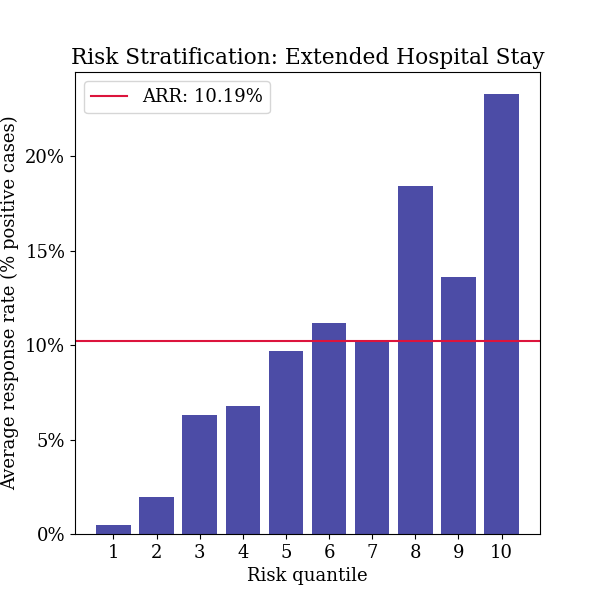 Risk Stratification: Extended Hospital Stay
ARR: 10.19%
Average response rate (% positive cases)
20%
15%
10%
5%
0%
1 2 3 4 5 6 7 8 9 10
Risk quantile